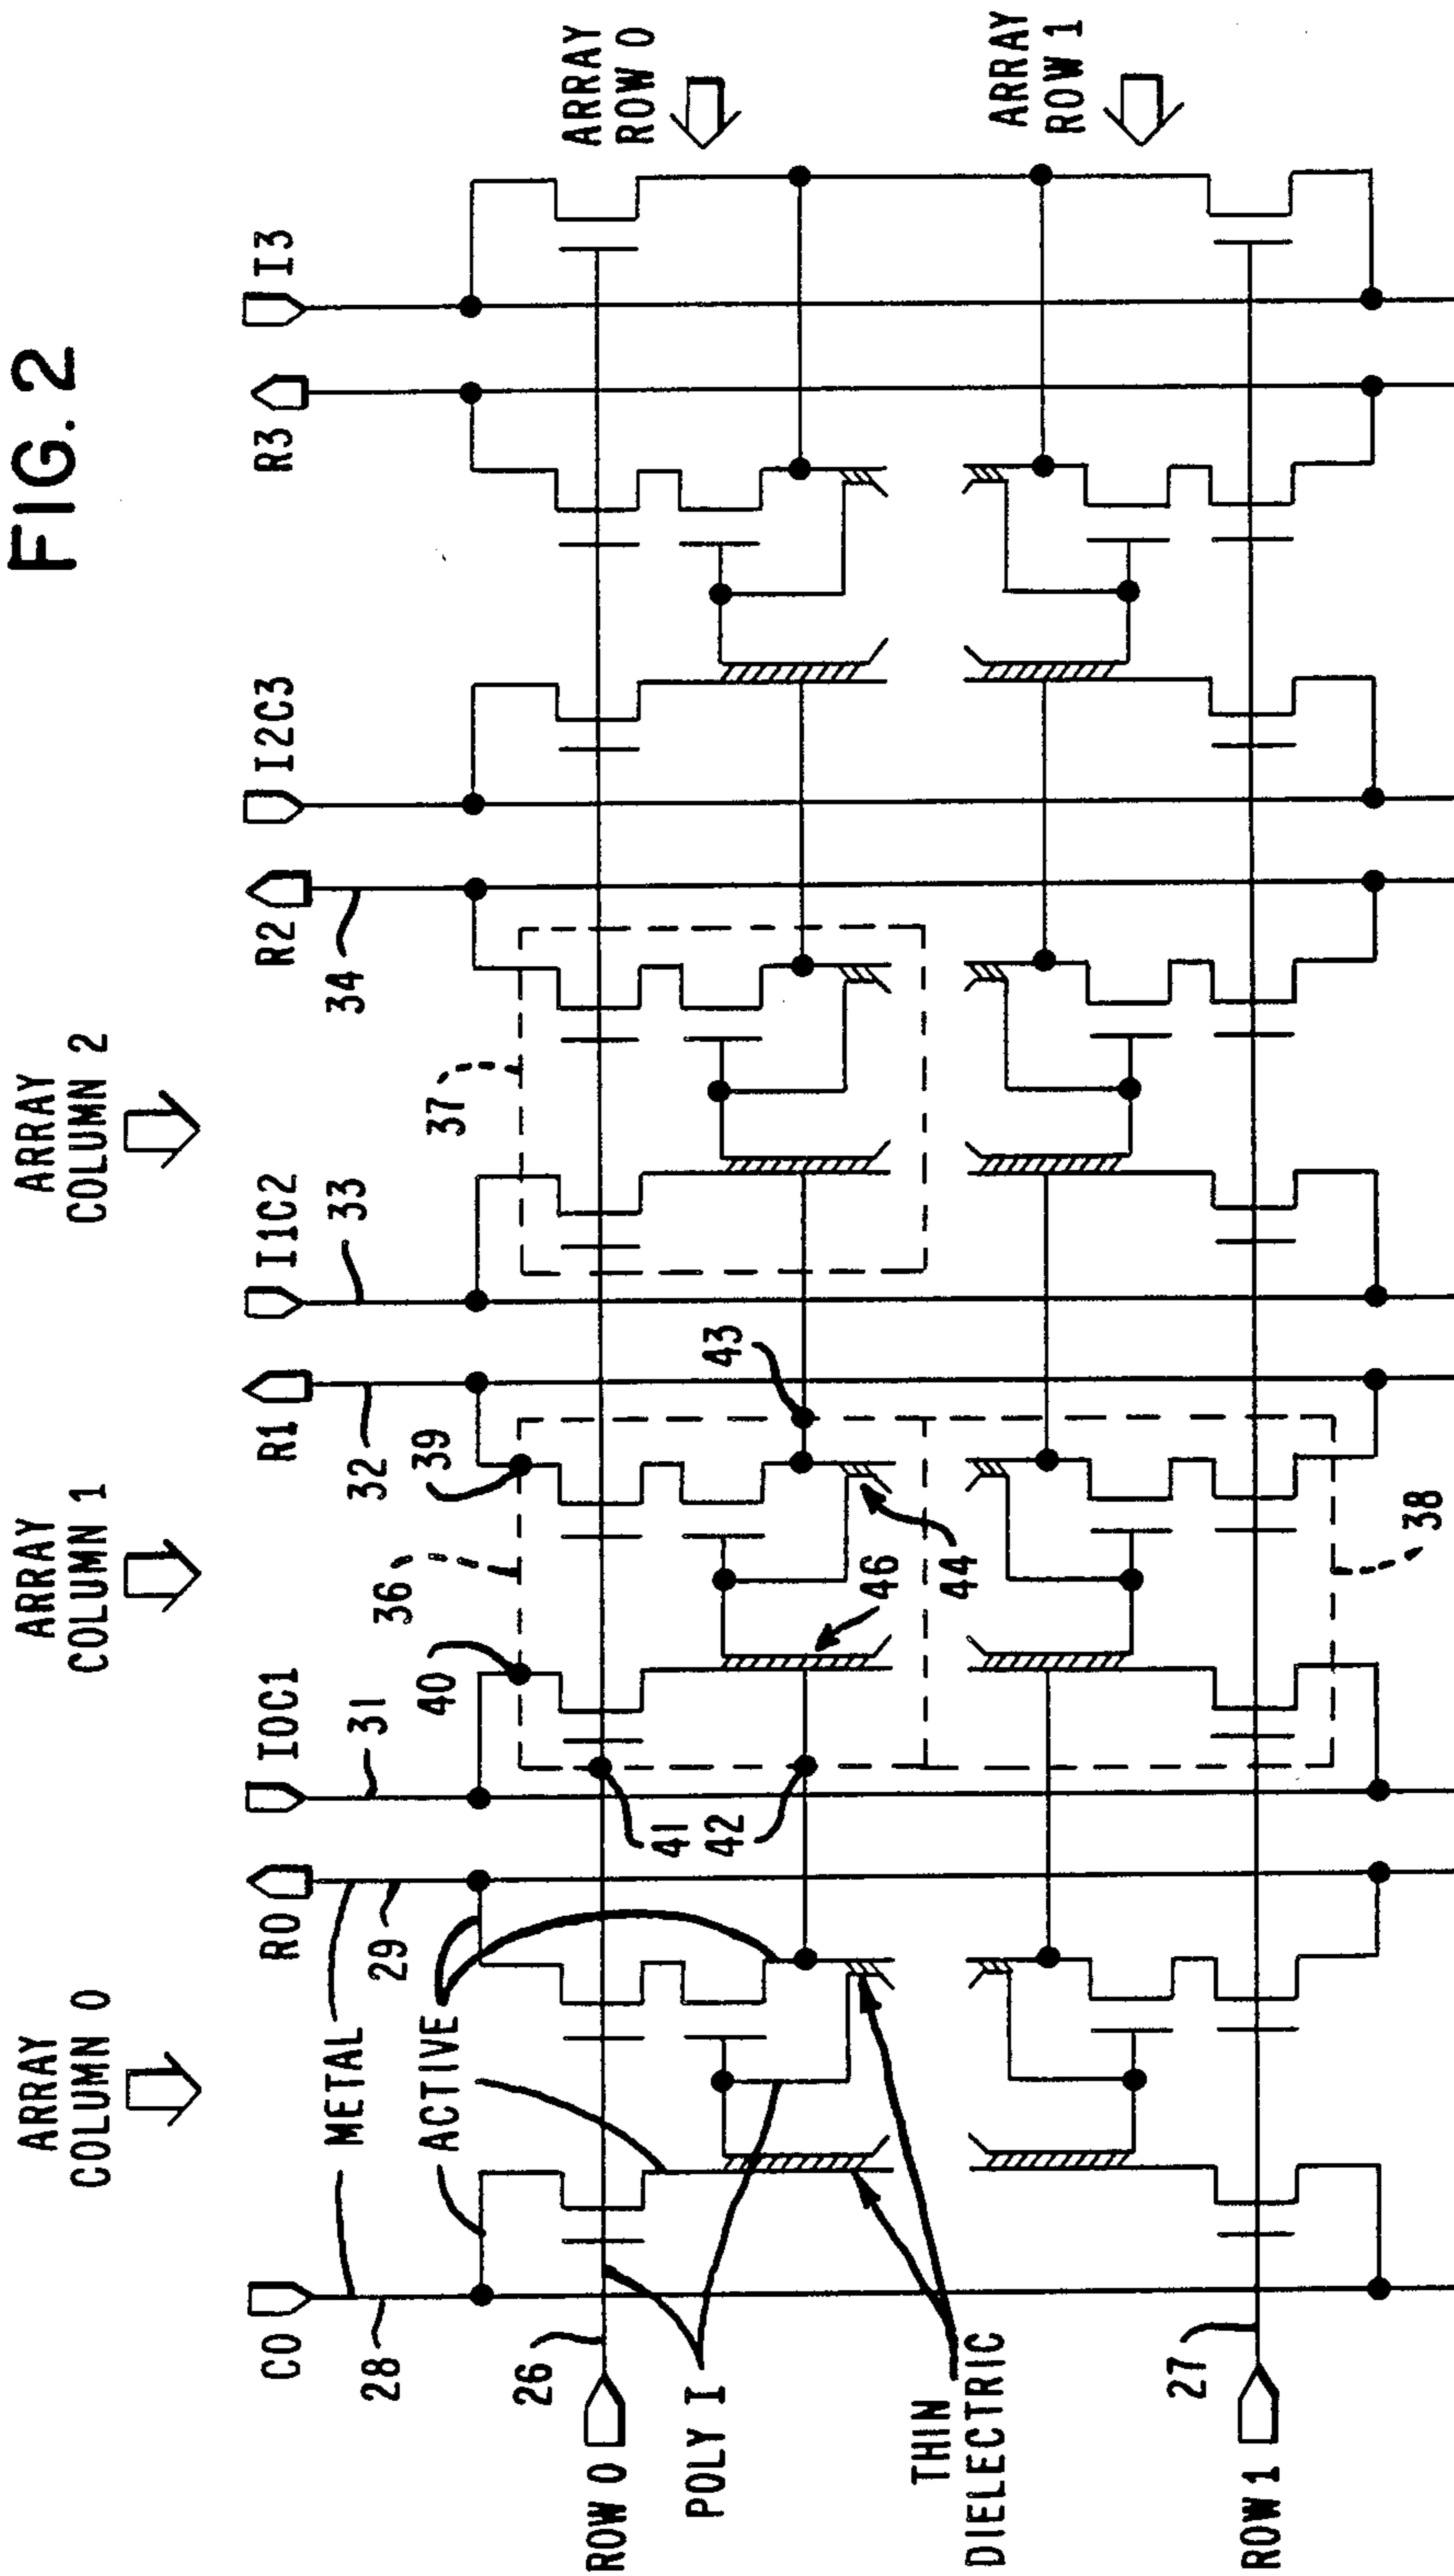 FIG. 2
ARRAY
COLUMN 0
ARRAY
COLUMN 1
ARRAY
COLUMN 2
C0
R0
I0C1
R1
I1C2
R2
I2C3
R3
I3
28
METAL
29
31
32
33
34
ACTIVE
40
36
39
37
26
ROW 0
ARRAY
ROW 0
POLY I
41
42
43
46
44
THIN
DIELECTRIC
ARRAY
ROW 1
27
ROW 1
38